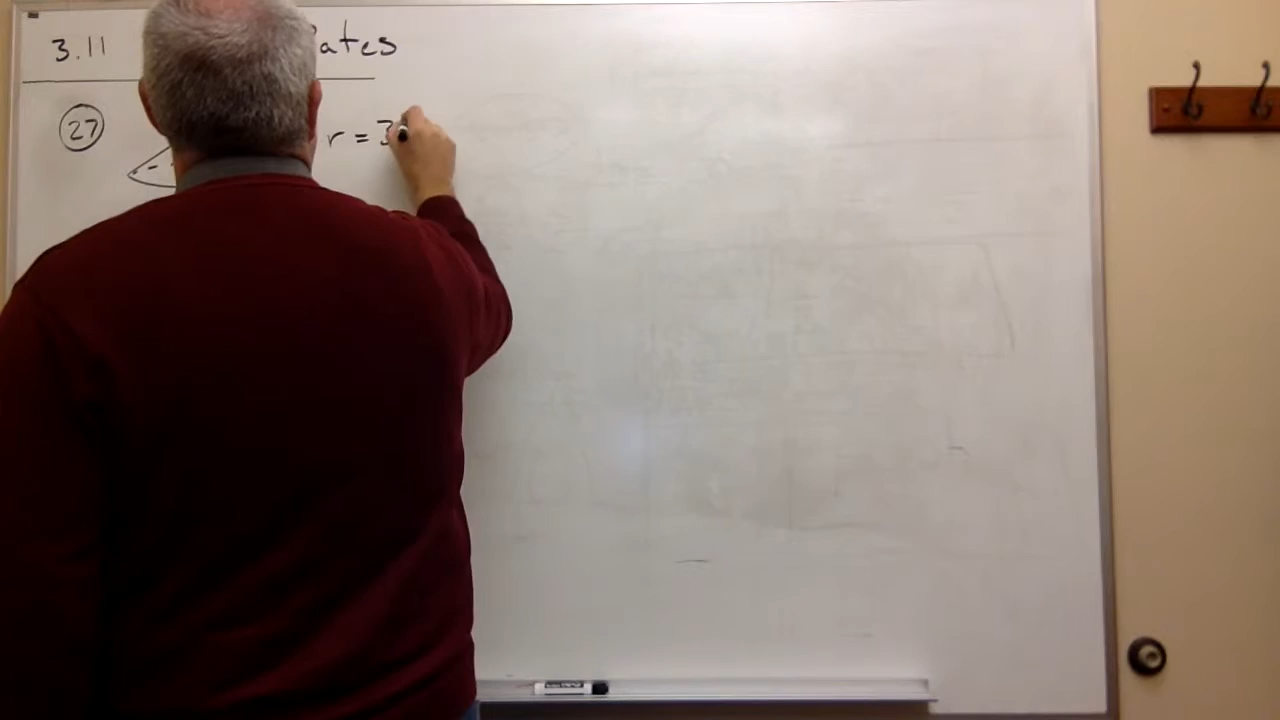 3.11 ates
27
r = 3